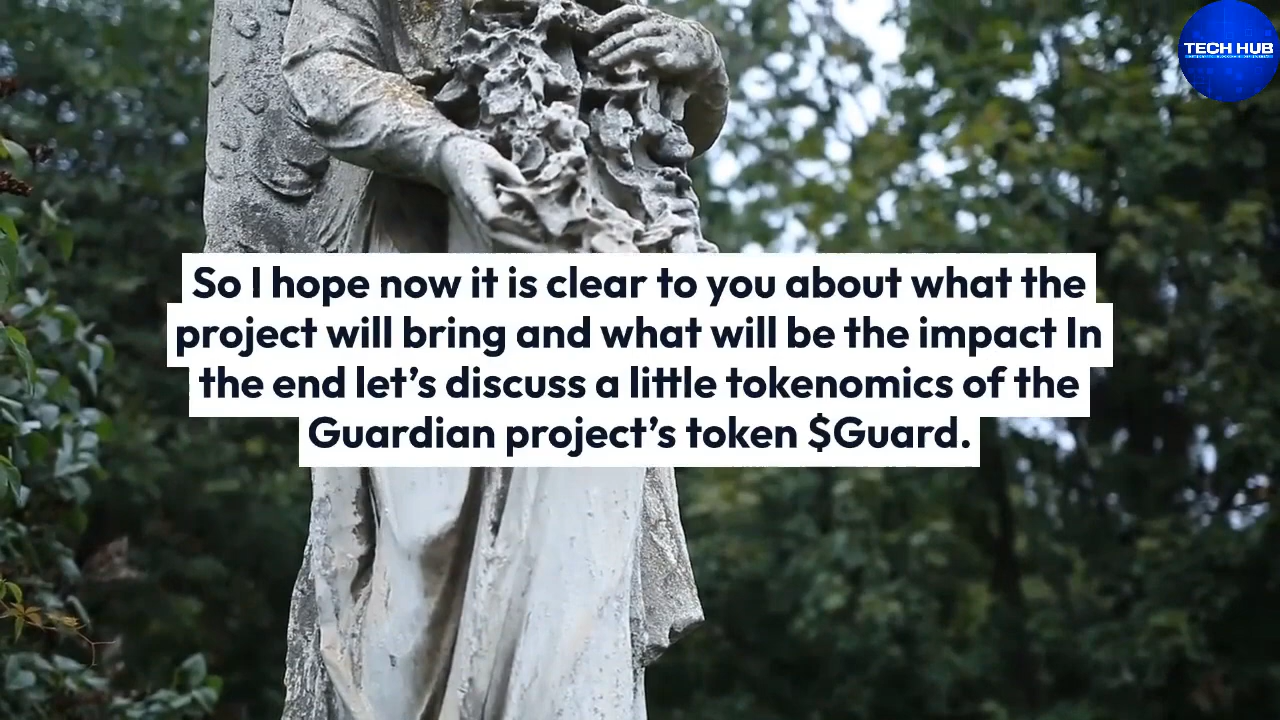 TECH HUB
So I hope now it is clear to you about what the
project will bring and what will be the impact In
the end let's discuss a little tokenomics of the
Guardian project's token $Guard.